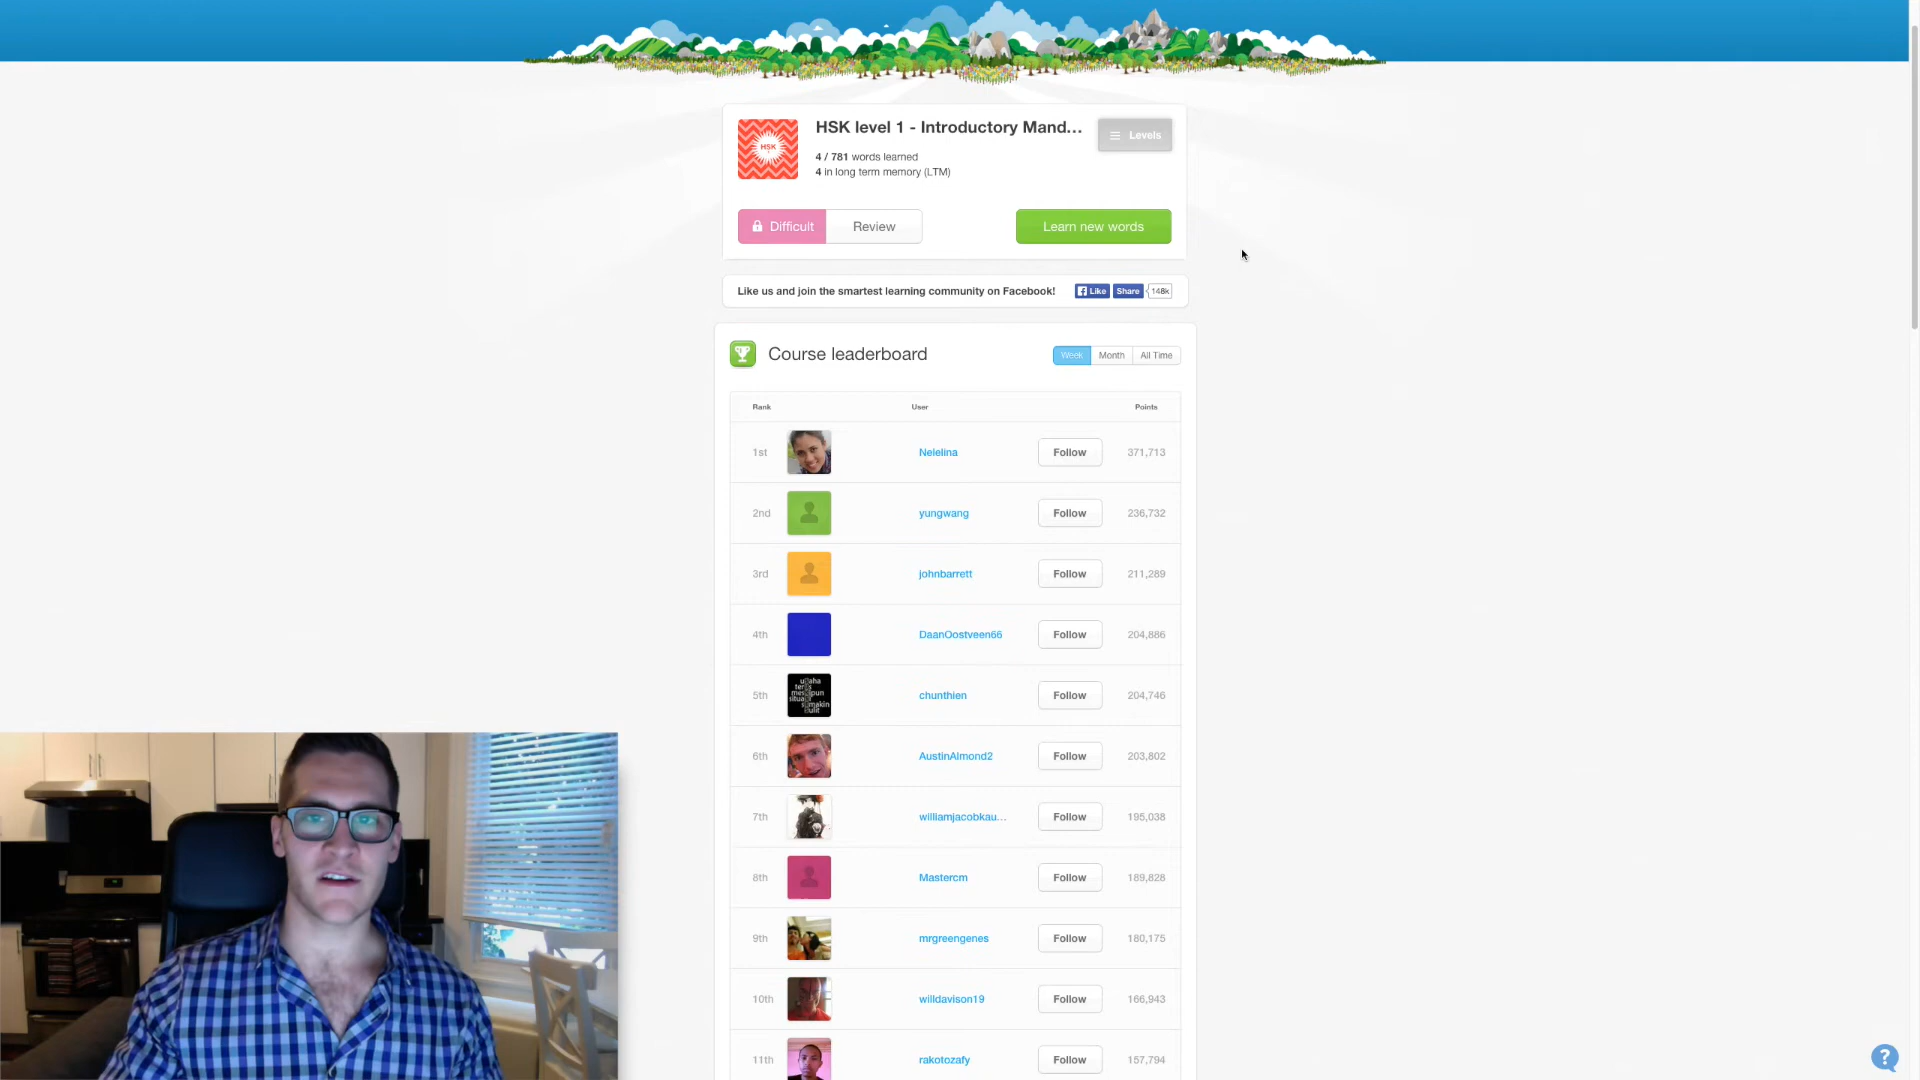 HSK level 1 - Introductory Mand...
Levels
4 / 781 words learned
4 in long term memory (LTM)
HSK
Difficult
Review
Learn new words
Like us and join the smartest learning community on Facebook!
Like
Share
148k
Course leaderboard
Week
Month
All Time
Rank
User
Points
1st
Neielina
Follow
371,713
2nd
yungwang
Follow
236,732
3rd
johnbarrett
Follow
211,289
4th
DaanOostveen66
Follow
204,886
5th
chunthien
Follow
204,746
6th
AustinAlmond2
Follow
203,802
7th
williamjacobkau...
Follow
195,038
8th
Mastercm
Follow
189,828
9th
mrgreengenes
Follow
180,175
10th
willdavison19
Follow
166,943
11th
rakotozafy
Follow
157,794
?